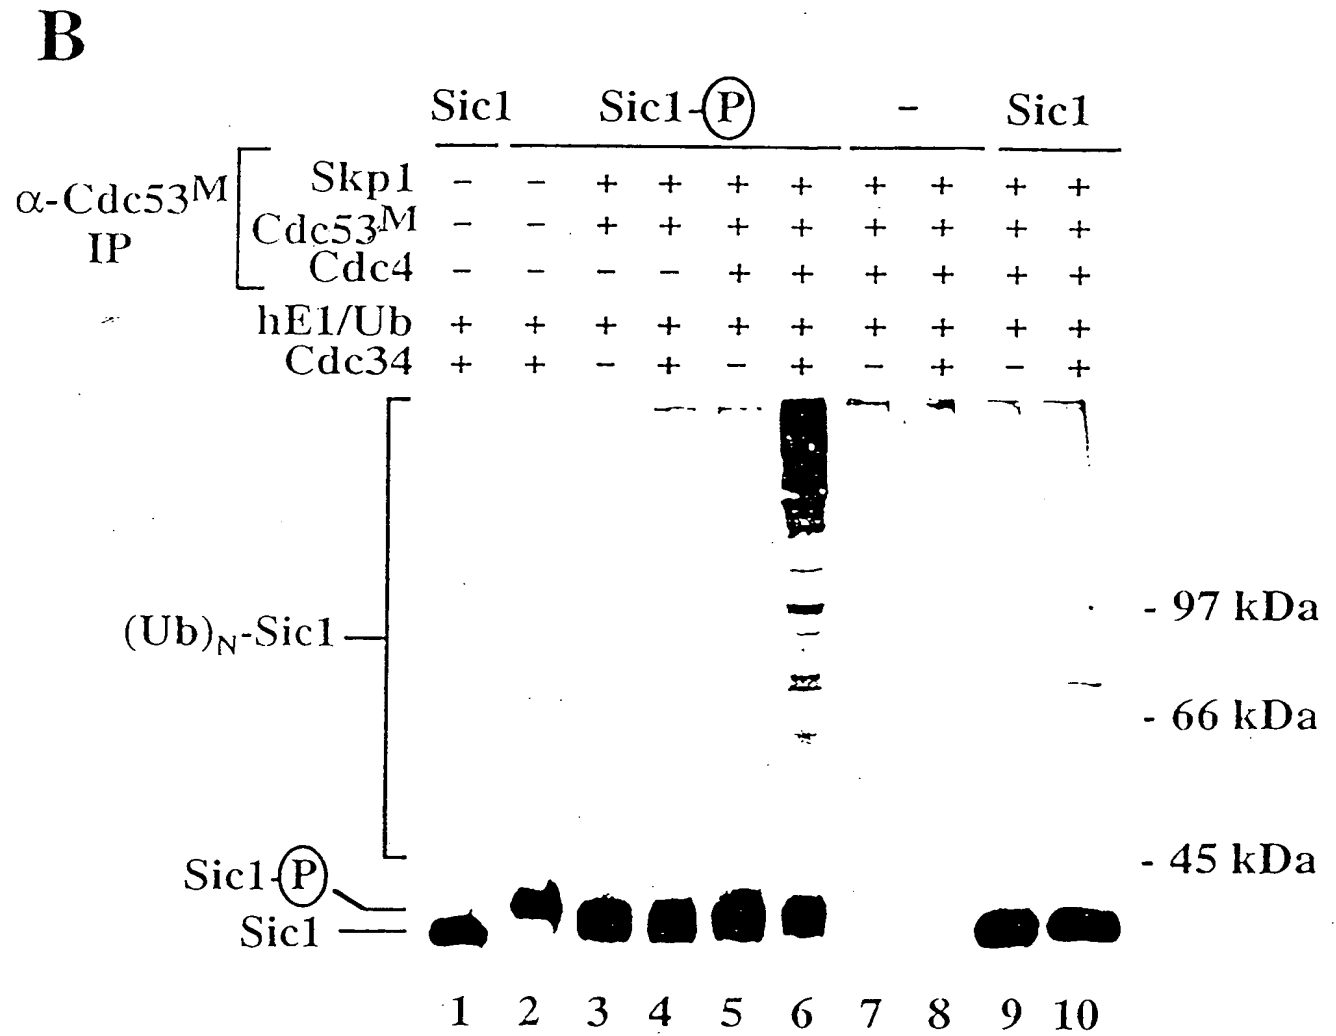 B
Sic1 Sic1-P - Sic1
Skp1 - - + + + + + + + +
α-Cdc53M
IP
Cdc53M - - + + + + + + + +
Cdc4 - - - - + + + + + +
hE1/Ub + + + + + + + + + +
Cdc34 + + - + - + - + - +
- 97 kDa
(Ub)N-Sic1
- 66 kDa
- 45 kDa
Sic1-P
Sic1
1 2 3 4 5 6 7 8 9 10